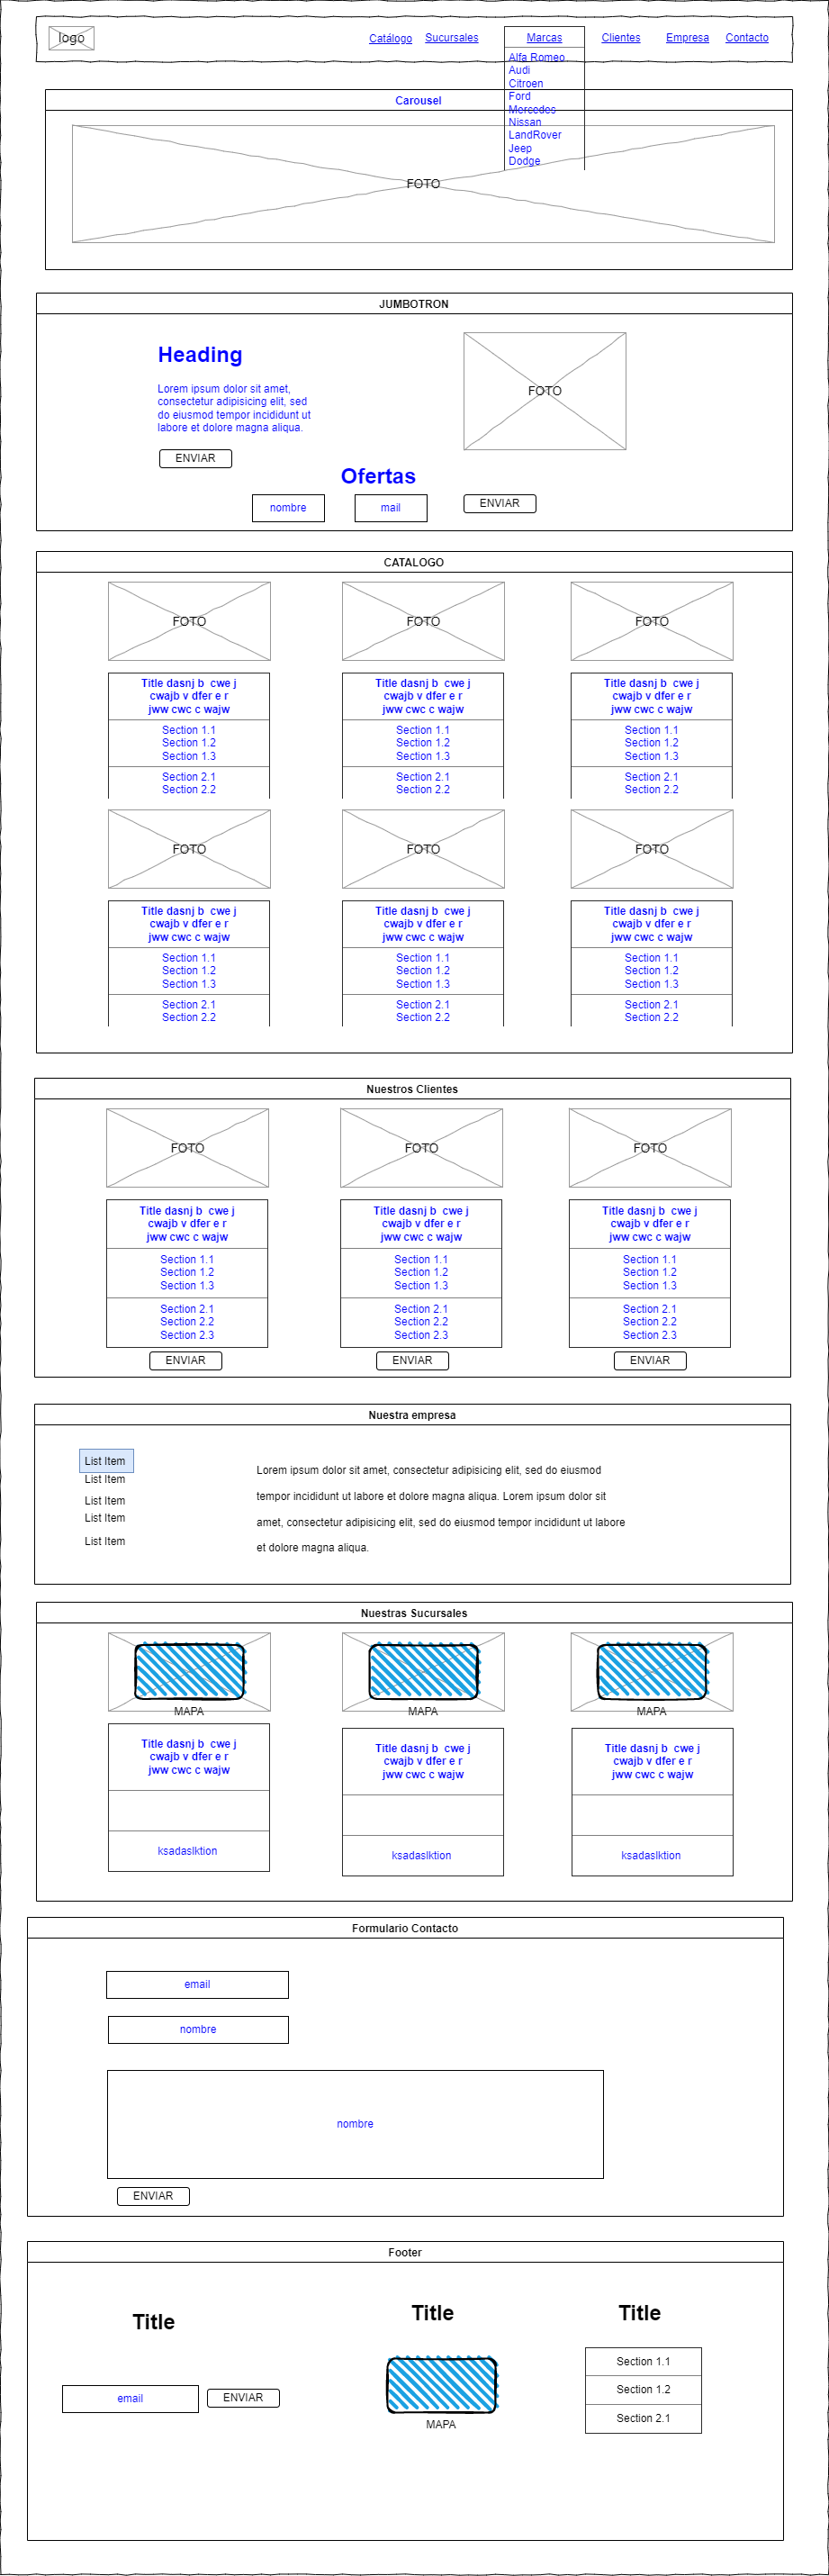 logo
Catálogo
Sucursales
Marcas
Clientes
Empresa
Contacto
Alfa Romeo
Audi
Citroen
Ford
Mercedes
Nissan
LandRover
Jeep
Dodge
Carousel
FOTO
JUMBOTRON
Heading
Lorem ipsum dolor sit amet,
consectetur adipisicing elit, sed
do eiusmod tempor incididunt ut
labore et dolore magna aliqua.
FOTO
ENVIAR
Ofertas
nombre
mail
ENVIAR
CATALOGO
FOTO
FOTO
FOTO
Title dasnj b cwe j
cwajb v dfer e r
jww cwc c wajw
Section 1.1
Section 1.2
Section 1.3
Section 2.1
Section 2.2
Title dasnj b cwe j
cwajb v dfer e r
jww cwc c wajw
Section 1.1
Section 1.2
Section 1.3
Section 2.1
Section 2.2
Title dasnj b cwe j
cwajb v dfer e r
jww cwc c wajw
Section 1.1
Section 1.2
Section 1.3
Section 2.1
Section 2.2
FOTO
FOTO
FOTO
Title dasnj b cwe j
cwajb v dfer e r
jww cwc c wajw
Section 1.1
Section 1.2
Section 1.3
Section 2.1
Section 2.2
Title dasnj b cwe j
cwajb v dfer e r
jww cwc c wajw
Section 1.1
Section 1.2
Section 1.3
Section 2.1
Section 2.2
Title dasnj b cwe j
cwajb v dfer e r
jww cwc c wajw
Section 1.1
Section 1.2
Section 1.3
Section 2.1
Section 2.2
Nuestros Clientes
FOTO
FOTO
FOTO
Title dasnj b cwe j
cwajb v dfer e r
jww cwc c wajw
Section 1.1
Section 1.2
Section 1.3
Section 2.1
Section 2.2
Section 2.3
ENVIAR
Title dasnj b cwe j
cwajb v dfer e r
jww cwc c wajw
Section 1.1
Section 1.2
Section 1.3
Section 2.1
Section 2.2
Section 2.3
ENVIAR
Title dasnj b cwe j
cwajb v dfer e r
jww cwc c wajw
Section 1.1
Section 1.2
Section 1.3
Section 2.1
Section 2.2
Section 2.3
ENVIAR
Nuestra empresa
List Item
List Item
List Item
List Item
List Item
Lorem ipsum dolor sit amet, consectetur adipisicing elit, sed do eiusmod
tempor incididunt ut labore et dolore magna aliqua. Lorem ipsum dolor sit
amet, consectetur adipisicing elit, sed do eiusmod tempor incididunt ut labore
et dolore magna aliqua.
Nuestras Sucursales
MAPA
MAPA
MAPA
Title dasnj b cwe j
cwajb v dfer e r
jww cwc c wajw
ksadaslktion
Title dasnj b cwe j
cwajb v dfer e r
jww cwc c wajw
ksadaslktion
Title dasnj b cwe j
cwajb v dfer e r
jww cwc c wajw
ksadaslktion
Formulario Contacto
email
nombre
nombre
ENVIAR
Footer
Title
email
ENVIAR
Title
MAPA
Title
Section 1.1
Section 1.2
Section 2.1